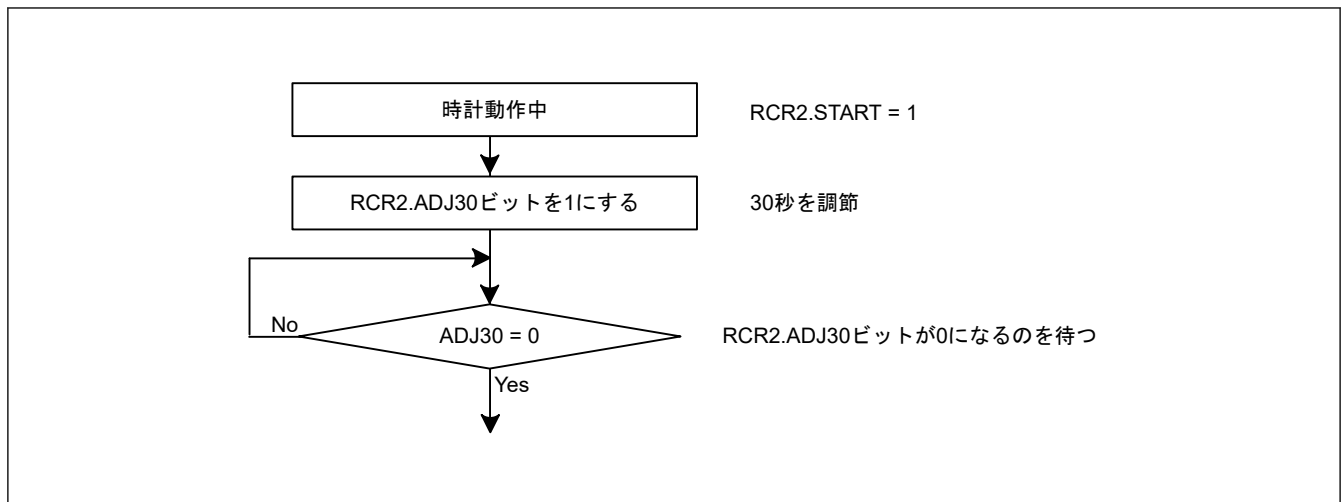 時計動作中
RCR2.START = 1
RCR2.ADJ30ビットを1にする
30秒を調節
No
ADJ30 = 0
RCR2.ADJ30ビットが0になるのを待つ
Yes